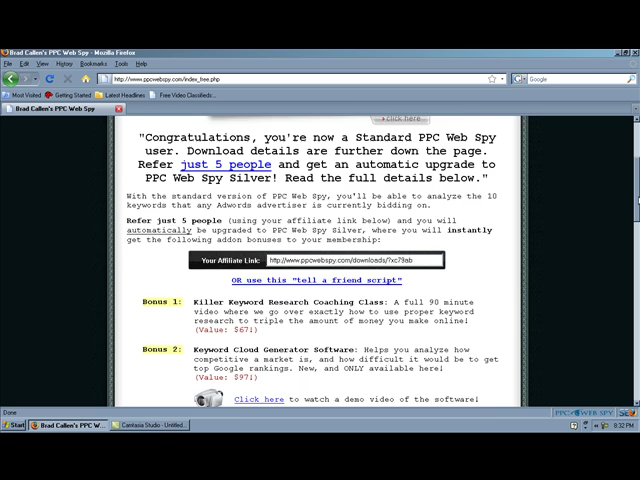 Brad Callen's PPC Web Spy - Mozilla Firefox
File Edit View History Bookmarks Tools Help
http://www.ppcwebspy.com/index_free.php
Google
Most Visited Getting Started Latest Headlines Free Video Classifieds...
Brad Callen's PPC Web Spy
click here
"Congratulations, you're now a Standard PPC Web Spy
user. Download details are further down the page.
Refer just 5 people and get an automatic upgrade to
PPC Web Spy Silver! Read the full details below."
With the standard version of PPC Web Spy, you'll be able to analyze the 10
keywords that any Adwords advertiser is currently bidding on.
Refer just 5 people (using your affiliate link below) and you will
automatically be upgraded to PPC Web Spy Silver, where you will instantly
get the following addon bonuses to your membership:
Your Affiliate Link: http://www.ppcwebspy.com/downloads/?xc79ab
OR use this "tell a friend script"
Bonus 1: Killer Keyword Research Coaching Class: A full 90 minute
video where we go over exactly how to use proper keyword
research to triple the amount of money you make online!
(Value: $67!)
Bonus 2: Keyword Cloud Generator Software: Helps you analyze how
competitive a market is, and how difficult it would be to get
top Google rankings. New, and ONLY available here!
(Value: $97!)
Click here to watch a demo video of the software!
Done
PPC WEB SPY
Start Brad Callen's PPC W... Camtasia Studio - Untitled... 8:32 PM